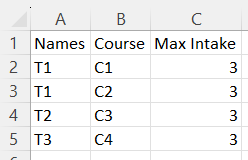 A B C
1 Names Course Max Intake
2 T1 C1 3
3 T1 C2 3
4 T2 C3 3
5 T3 C4 3